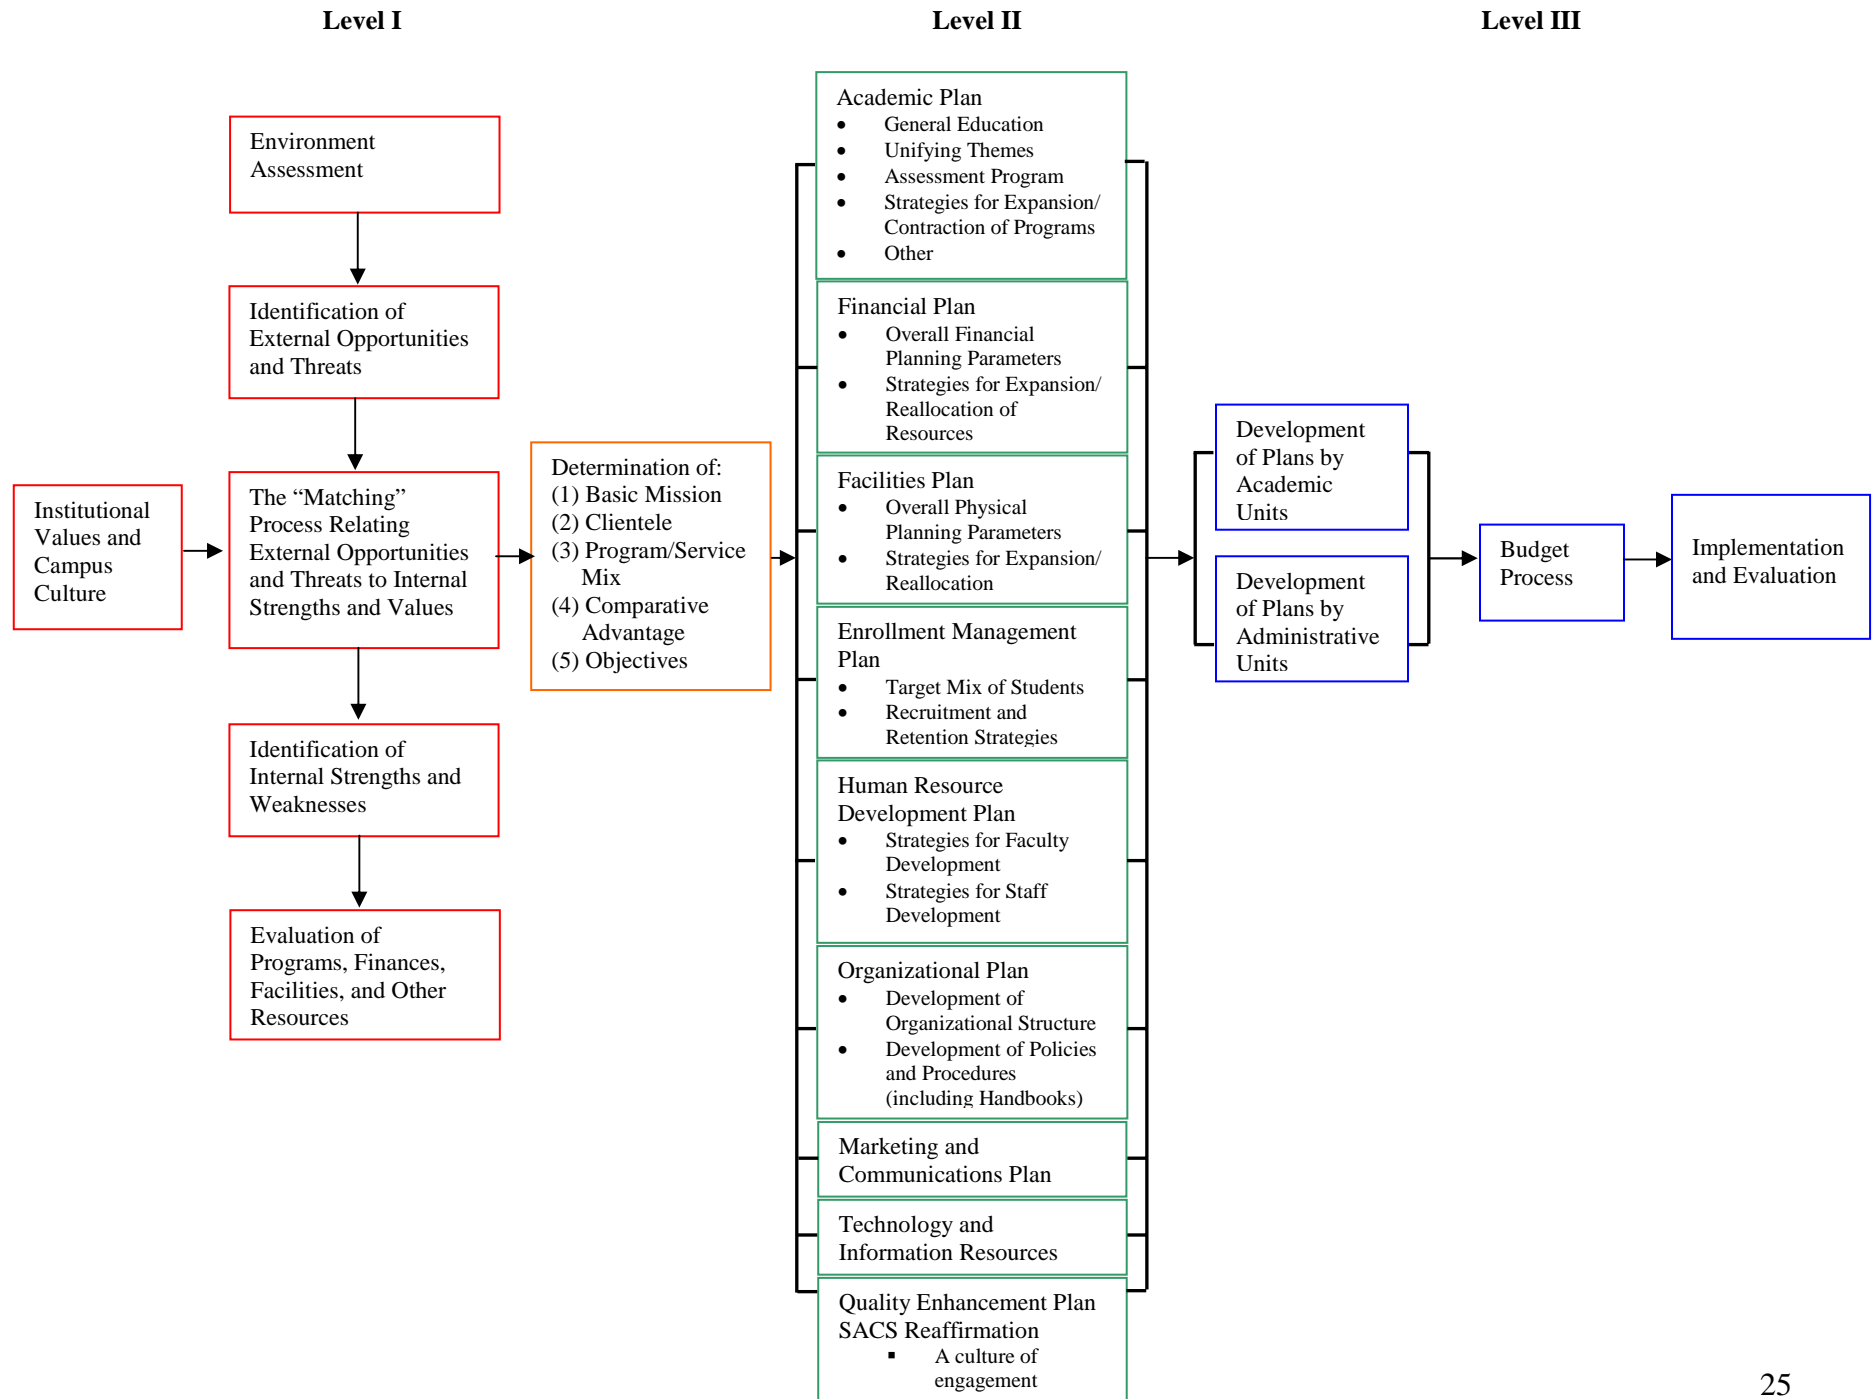 Level I
Level II
Level III
Environment
Assessment
Identification of
External Opportunities
and Threats
Institutional
Values and
Campus
Culture
The “Matching”
Process Relating
External Opportunities
and Threats to Internal
Strengths and Values
Identification of
Internal Strengths and
Weaknesses
Evaluation of
Programs, Finances,
Facilities, and Other
Resources
Determination of:
(1) Basic Mission
(2) Clientele
(3) Program/Service
Mix
(4) Comparative
Advantage
(5) Objectives
Academic Plan
• General Education
• Unifying Themes
• Assessment Program
• Strategies for Expansion/
Contraction of Programs
• Other
Financial Plan
• Overall Financial
Planning Parameters
• Strategies for Expansion/
Reallocation of
Resources
Facilities Plan
• Overall Physical
Planning Parameters
• Strategies for Expansion/
Reallocation
Enrollment Management
Plan
• Target Mix of Students
• Recruitment and
Retention Strategies
Human Resource
Development Plan
• Strategies for Faculty
Development
• Strategies for Staff
Development
Organizational Plan
• Development of
Organizational Structure
• Development of Policies
and Procedures
(including Handbooks)
Marketing and
Communications Plan
Technology and
Information Resources
Quality Enhancement Plan
SACS Reaffirmation
▪ A culture of
engagement
Development
of Plans by
Academic
Units
Development
of Plans by
Administrative
Units
Budget
Process
Implementation
and Evaluation
25